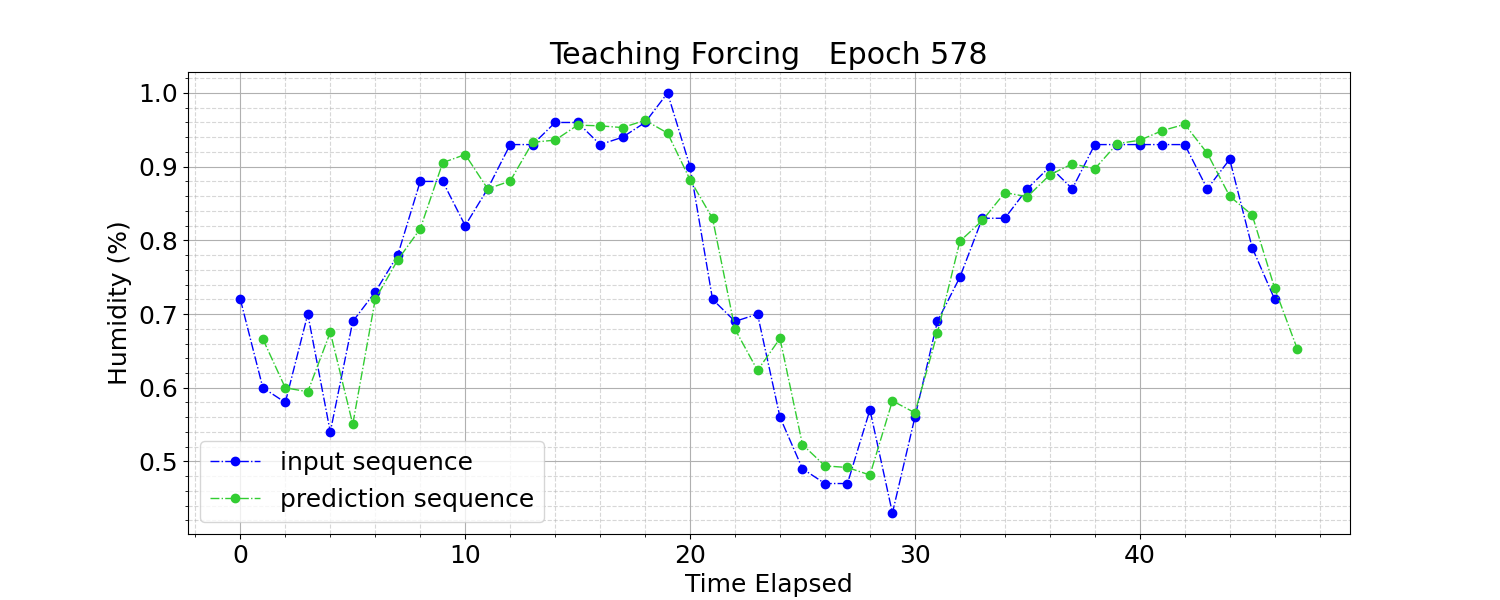 Teaching Forcing   Epoch 578
Humidity (%)
1.0
0.9
0.8
0.7
0.6
0.5
input sequence
prediction sequence
0 10 20 30 40
Time Elapsed